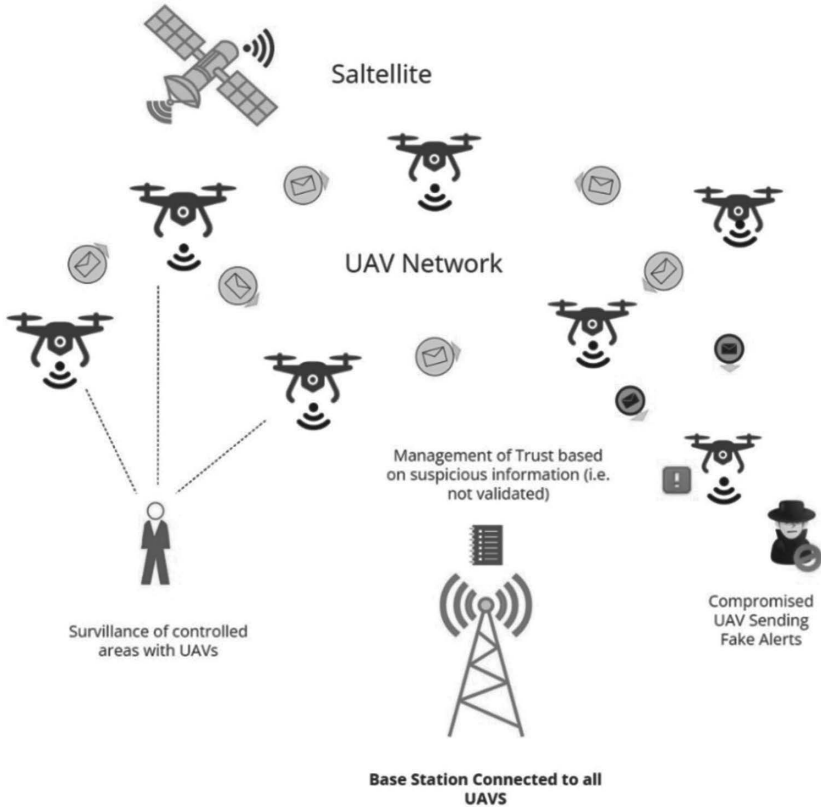 Saltellite
UAV Network
Management of Trust based
on suspicious information (i.e.
not validated)
Survillance of controlled
areas with UAVs
Compromised
UAV Sending
Fake Alerts
Base Station Connected to all
UAVS